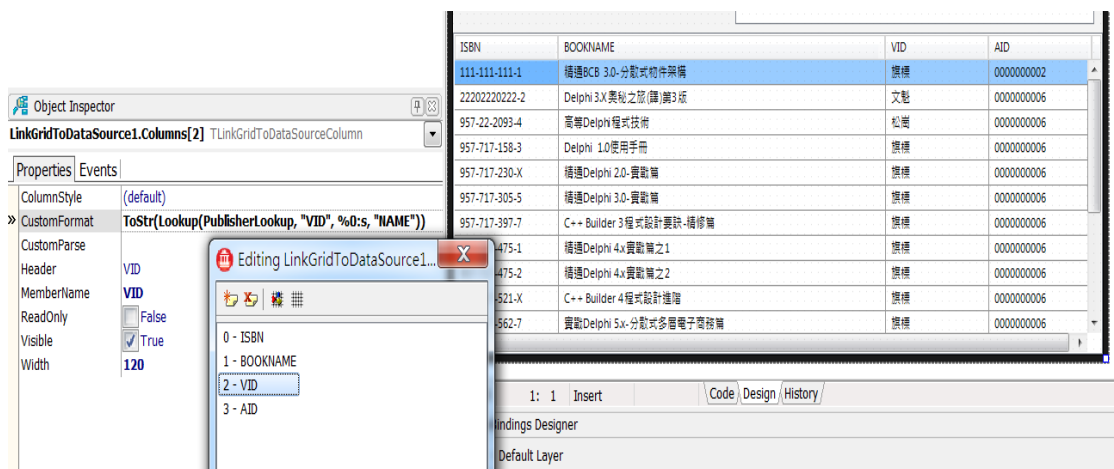 Object Inspector
LinkGridToDataSource1.Columns[2] TLinkGridToDataSourceColumn
Properties Events
ColumnStyle (default)
» CustomFormat ToStr(Lookup(PublisherLookup, "VID", %0:s, "NAME"))
CustomParse
Header VID
MemberName VID
ReadOnly False
Visible True
Width 120
Editing LinkGridToDataSource1...
0 - ISBN
1 - BOOKNAME
2 - VID
3 - AID
ISBN BOOKNAME VID AID
111-111-111-1 精通BCB 3.0-分散式物件架構 旗標 0000000002
22202220222-2 Delphi 3.X 奧秘之旅(譯)第3版 文魁 0000000006
957-22-2093-4 高等Delphi程式技術 松崗 0000000006
957-717-158-3 Delphi 1.0使用手冊 旗標 0000000006
957-717-230-X 精通Delphi 2.0-實戰篇 旗標 0000000006
957-717-305-5 精通Delphi 3.0-實戰篇 旗標 0000000006
957-717-397-7 C++ Builder 3程式設計要訣-精修篇 旗標 0000000006
-475-1 精通Delphi 4.x實戰篇之1 旗標 0000000006
-475-2 精通Delphi 4.x實戰篇之2 旗標 0000000006
-521-X C++ Builder 4程式設計進階 旗標 0000000006
-562-7 實戰Delphi 5.x-分散式多層電子商務篇 旗標 0000000006
1: 1 Insert Code Design History
Bindings Designer
Default Layer